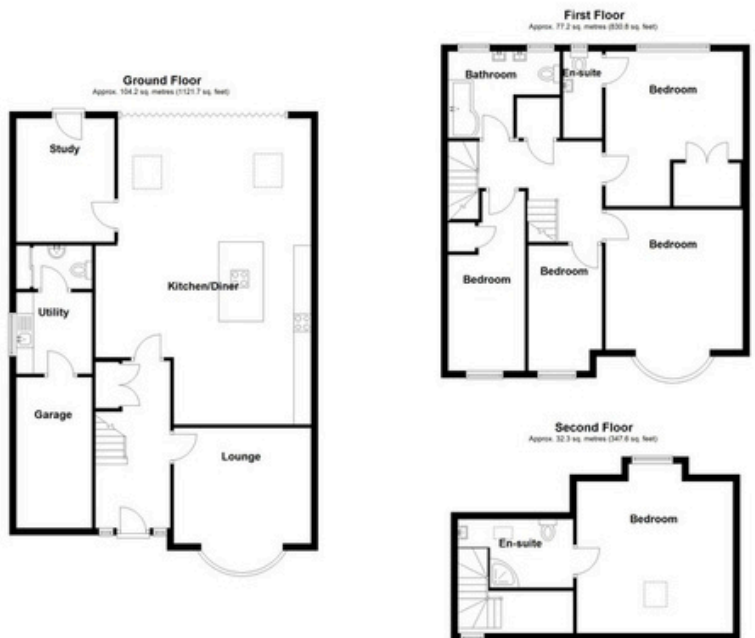 Ground Floor
Approx. 104.2 sq. metres (1121.7 sq. feet)
Study
Kitchen/Diner
Utility
Garage
Lounge
First Floor
Approx. 77.2 sq. metres (830.8 sq. feet)
Bathroom
En-suite
Bedroom
Bedroom
Bedroom
Bedroom
Second Floor
Approx. 32.3 sq. metres (347.6 sq. feet)
Bedroom
En-suite